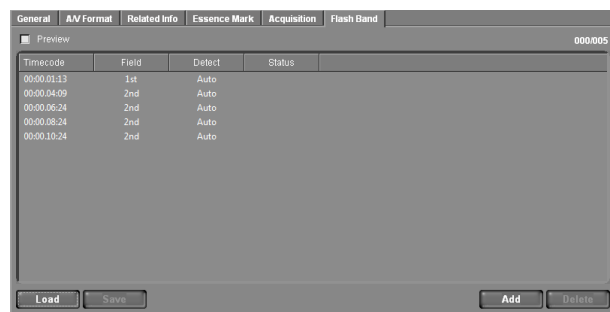 General A/V Format Related Info Essence Mark Acquisition Flash Band
Preview 000/005
Timecode Field Detect Status
00:00.01:13 1st Auto
00:00.04:09 2nd Auto
00:00.06:24 2nd Auto
00:00.08:24 2nd Auto
00:00.10:24 2nd Auto
Load Save Add Delete